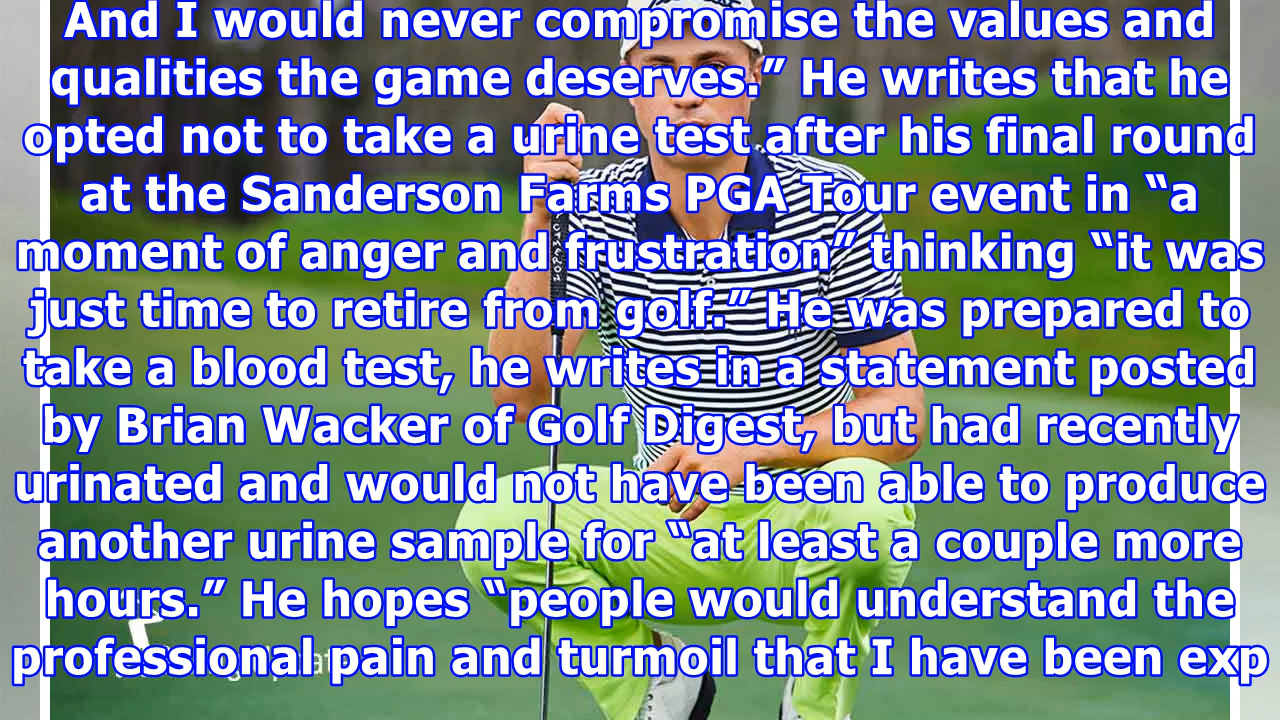 And I would never compromise the values and
qualities the game deserves.” He writes that he
opted not to take a urine test after his final round
at the Sanderson Farms PGA Tour event in “a
moment of anger and frustration” thinking “it was
just time to retire from golf.” He was prepared to
take a blood test, he writes in a statement posted
by Brian Wacker of Golf Digest, but had recently
urinated and would not have been able to produce
another urine sample for “at least a couple more
hours.” He hopes “people would understand the
professional pain and turmoil that I have been exp